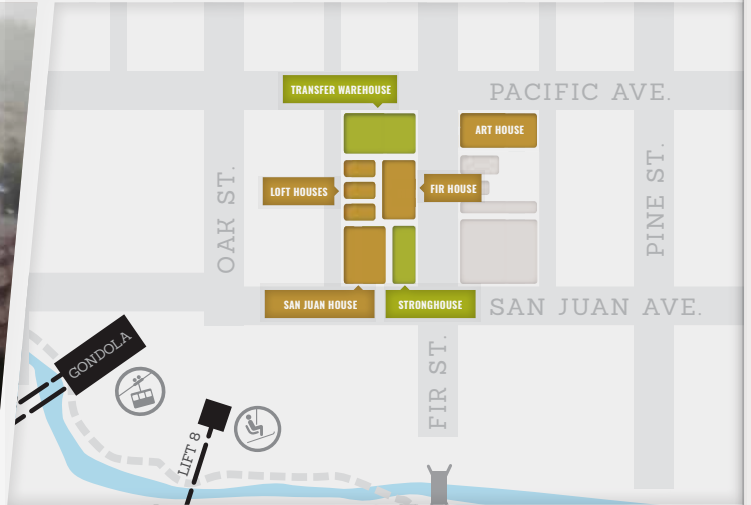 TRANSFER WAREHOUSE
PACIFIC AVE.
ART HOUSE
LOFT HOUSES
FIR HOUSE
OAK ST.
PINE ST.
SAN JUAN HOUSE
STRONGHOUSE
SAN JUAN AVE.
GONDOLA
FIR ST.
LIFT 8